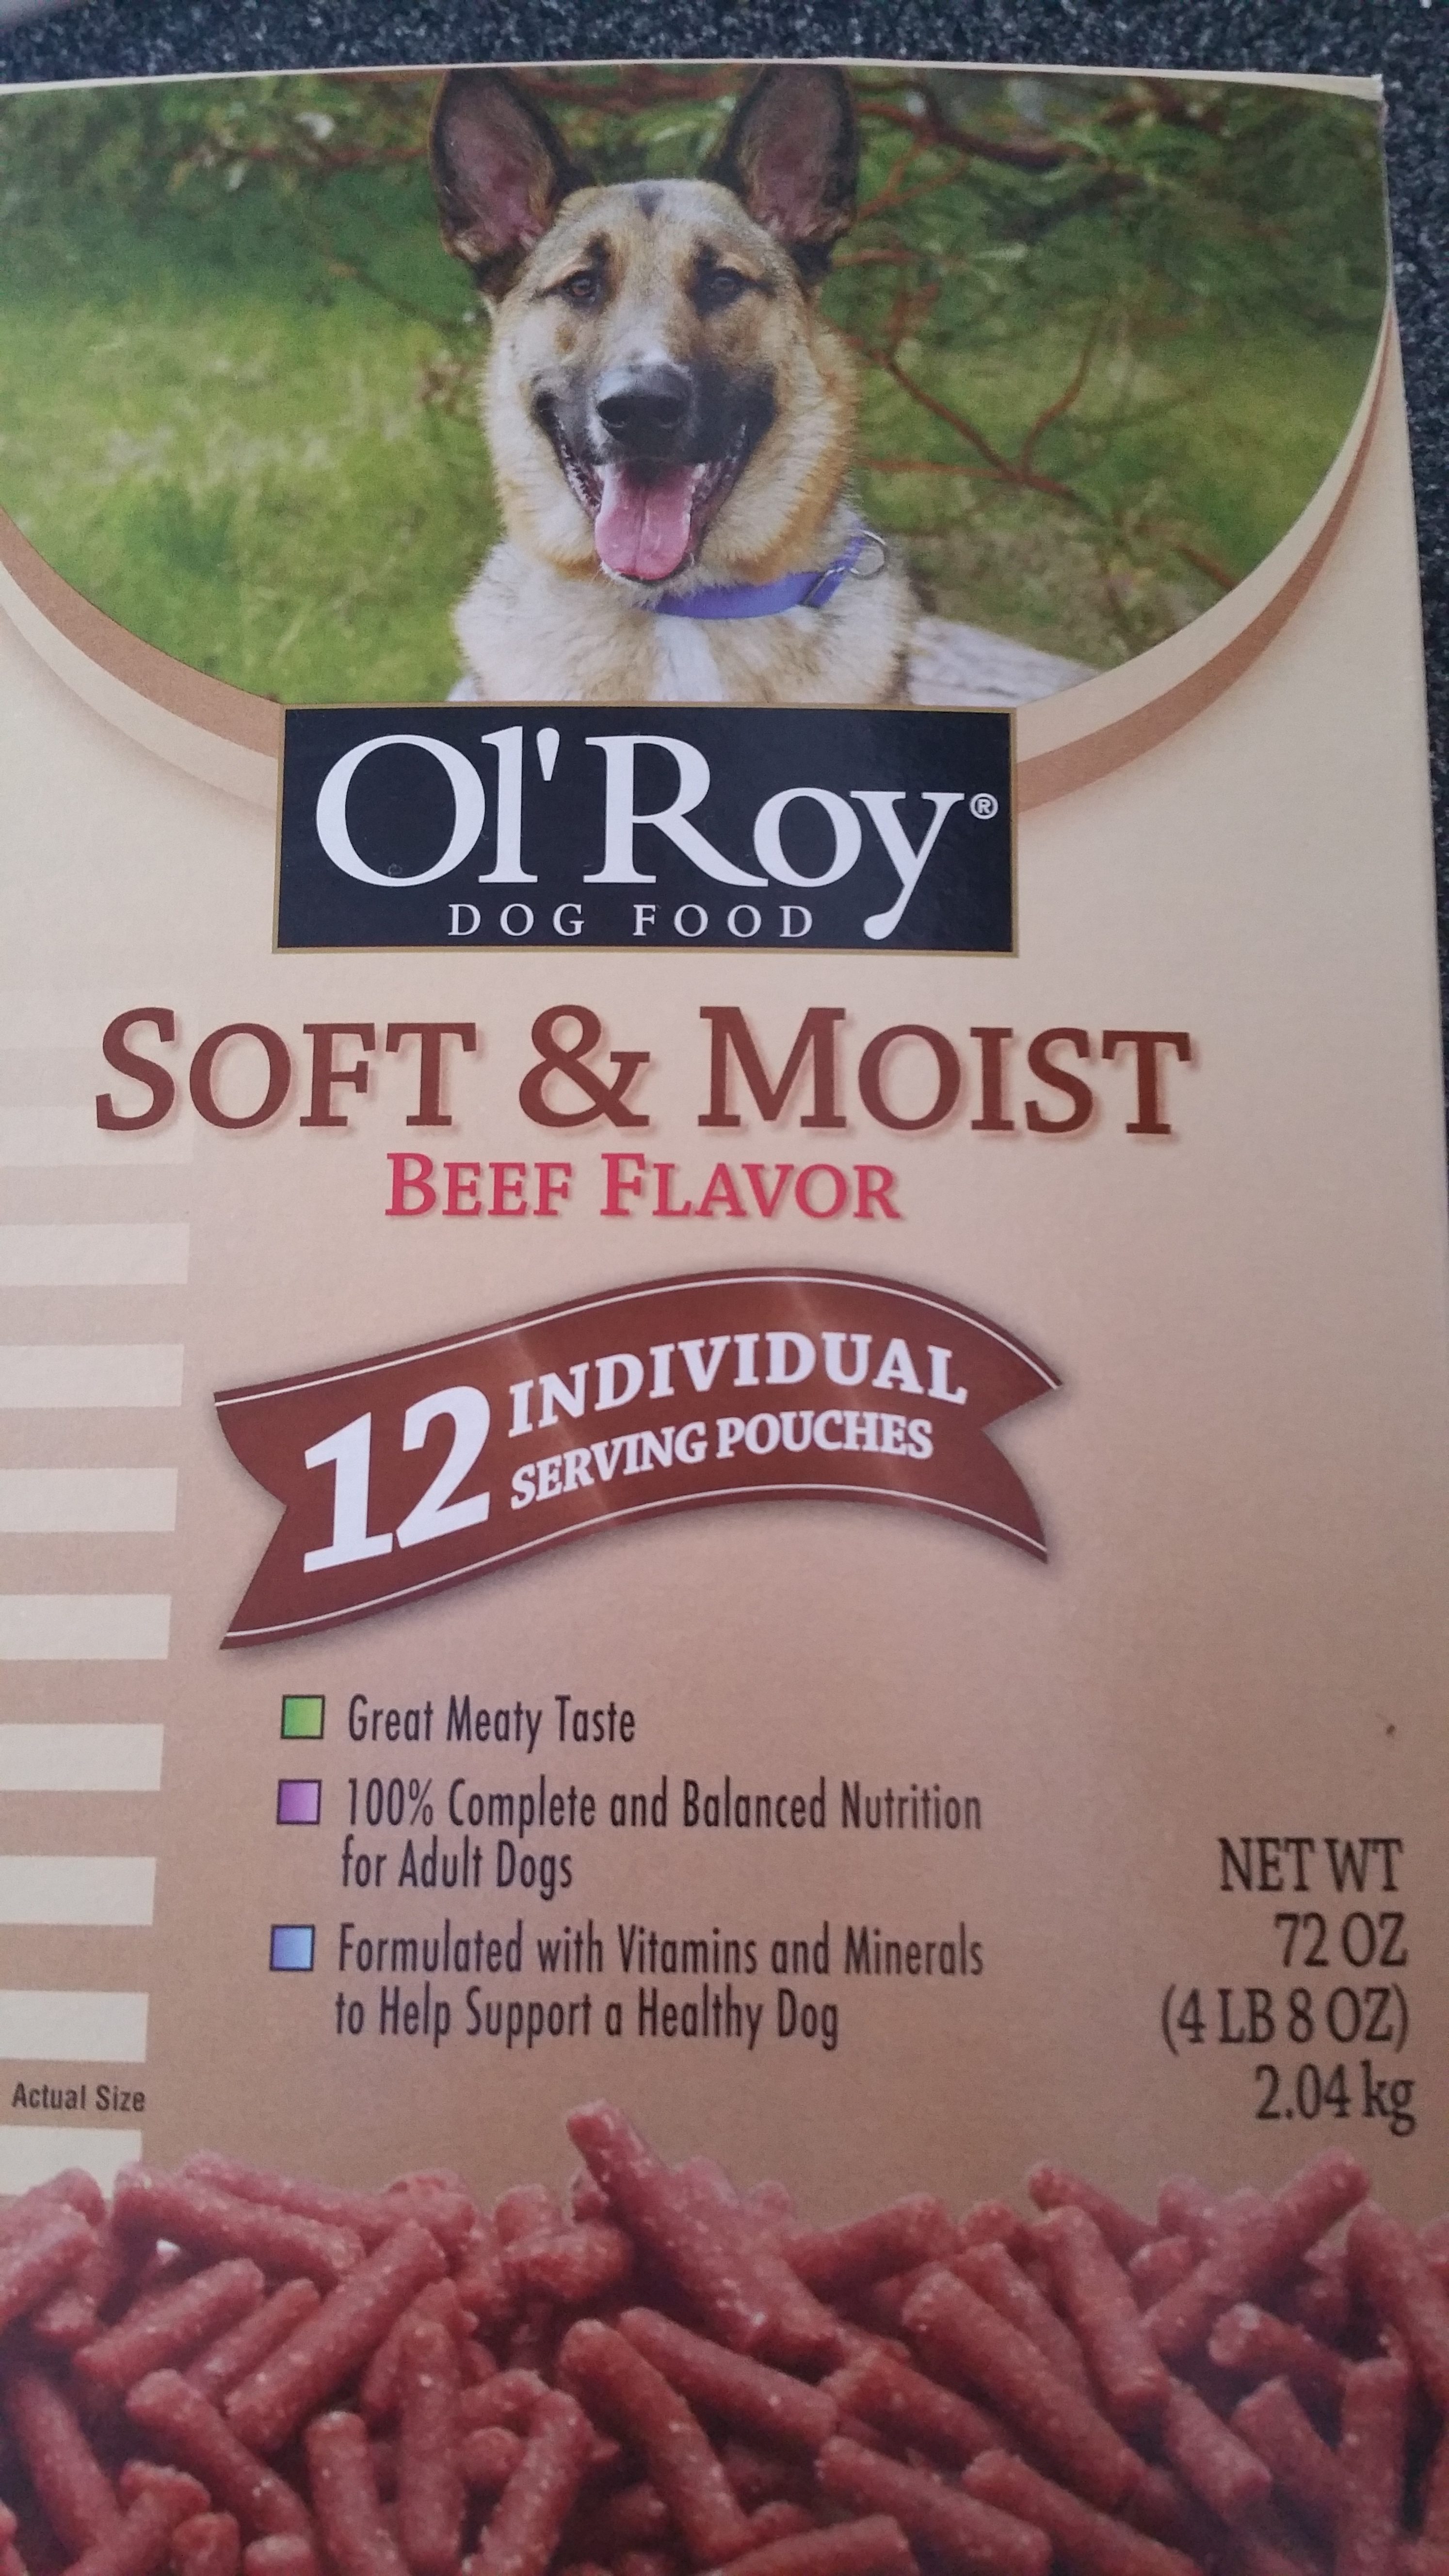 Ol' Roy®
DOG FOOD
SOFT & MOIST
BEEF FLAVOR
12 INDIVIDUAL
SERVING POUCHES
Great Meaty Taste
100% Complete and Balanced Nutrition
for Adult Dogs
Formulated with Vitamins and Minerals
to Help Support a Healthy Dog
NET WT
72 OZ
(4 LB 8 OZ)
2.04 kg
Actual Size